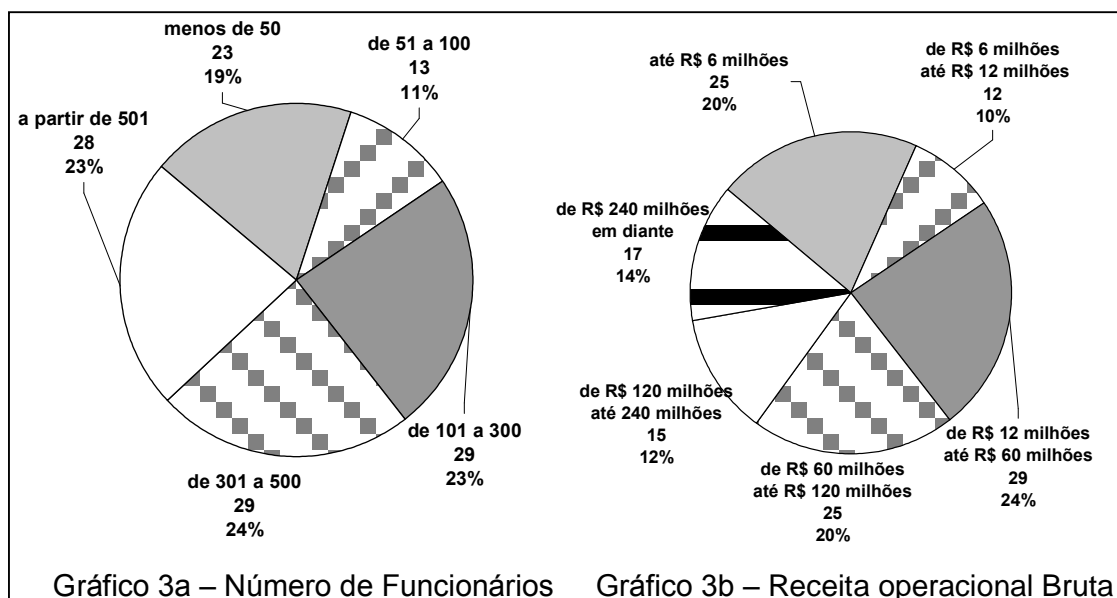 menos de 50
23
19%
de 51 a 100
13
11%
a partir de 501
28
23%
de 101 a 300
29
23%
de 301 a 500
29
24%
Gráfico 3a – Número de Funcionários
até R$ 6 milhões
25
20%
de R$ 6 milhões
até R$ 12 milhões
12
10%
de R$ 240 milhões
em diante
17
14%
de R$ 120 milhões
até 240 milhões
15
12%
de R$ 60 milhões
até R$ 120 milhões
25
20%
de R$ 12 milhões
até R$ 60 milhões
29
24%
Gráfico 3b – Receita operacional Bruta